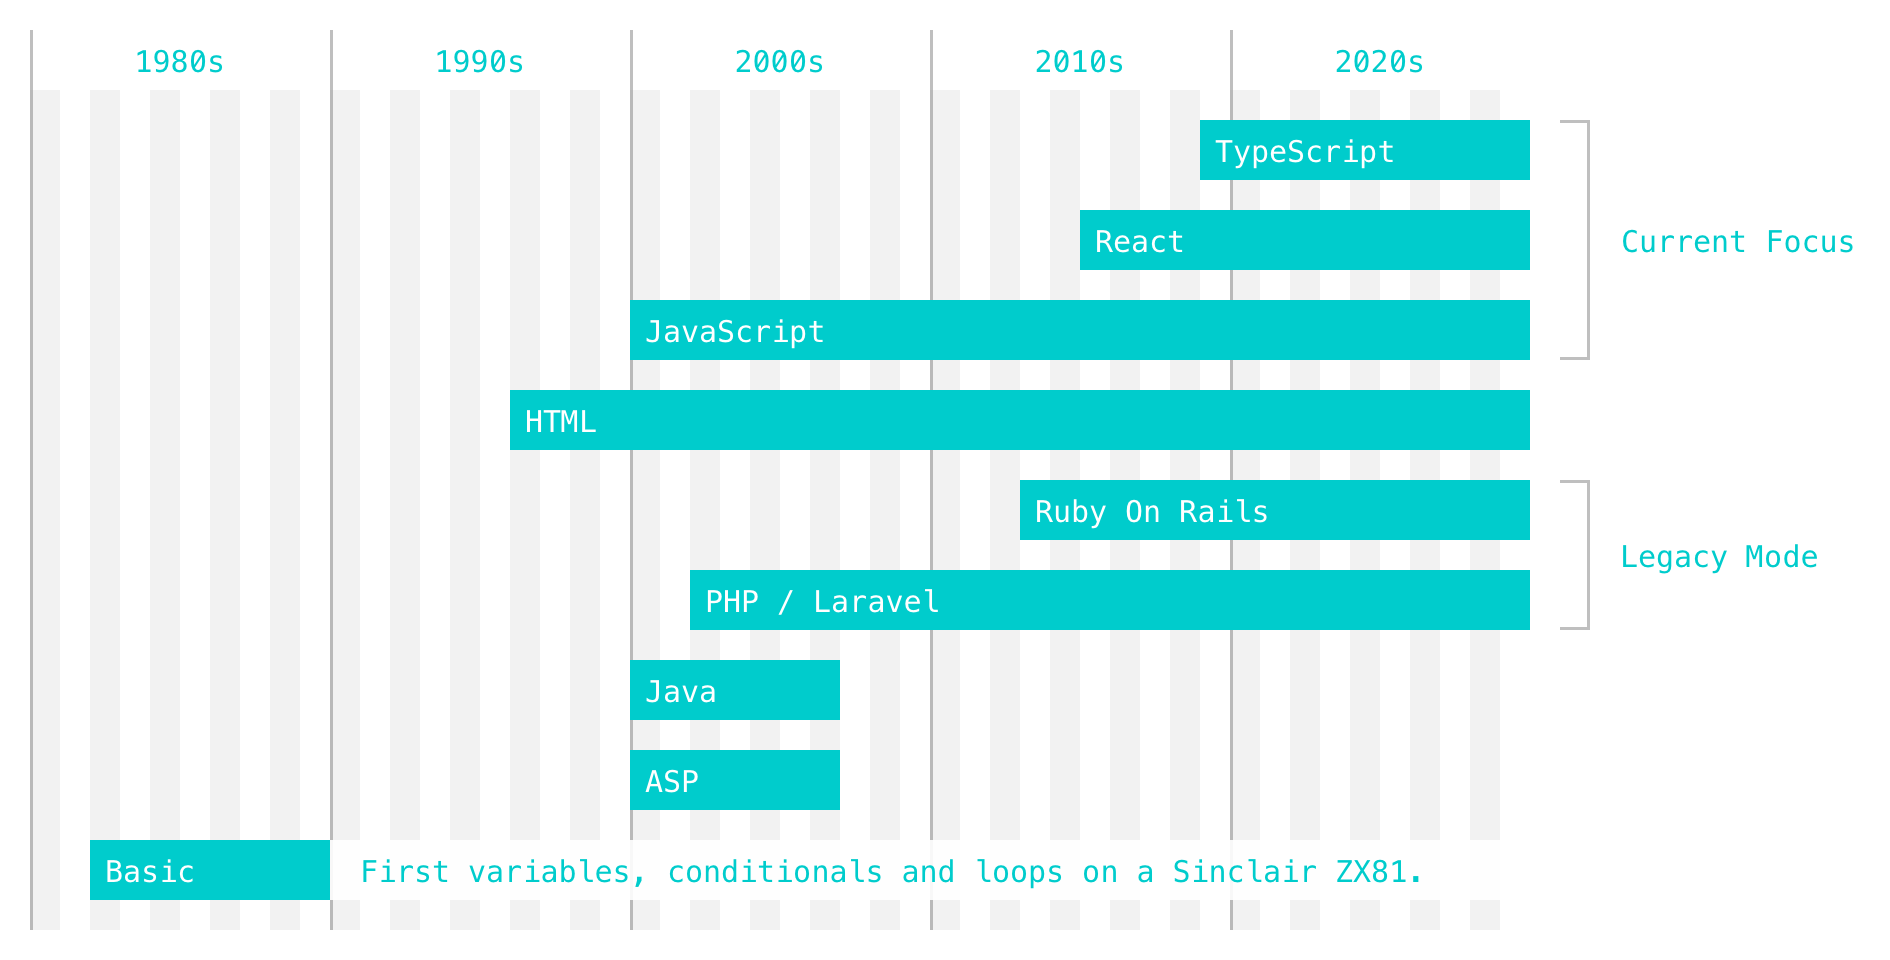 1980s 1990s 2000s 2010s 2020s
TypeScript
React
Current Focus
JavaScript
HTML
Ruby On Rails
Legacy Mode
PHP / Laravel
Java
ASP
Basic First variables, conditionals and loops on a Sinclair ZX81.